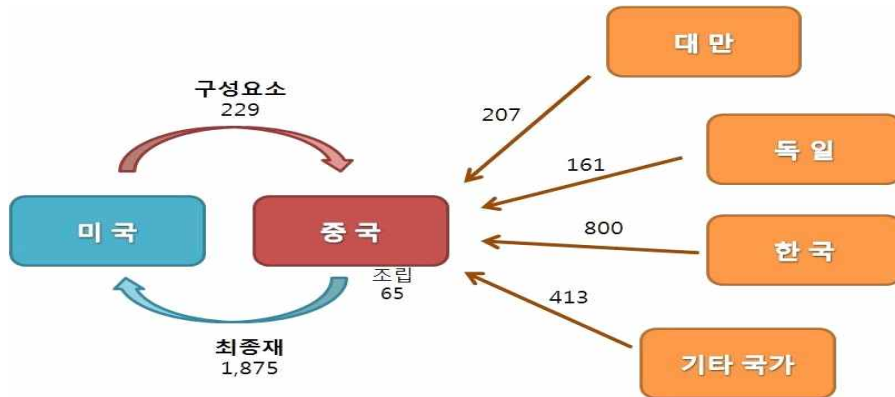 대 만
구성요소
229
207
독 일
161
미 국
중 국
800
한 국
조립
65
413
최종재
1,875
기타 국가